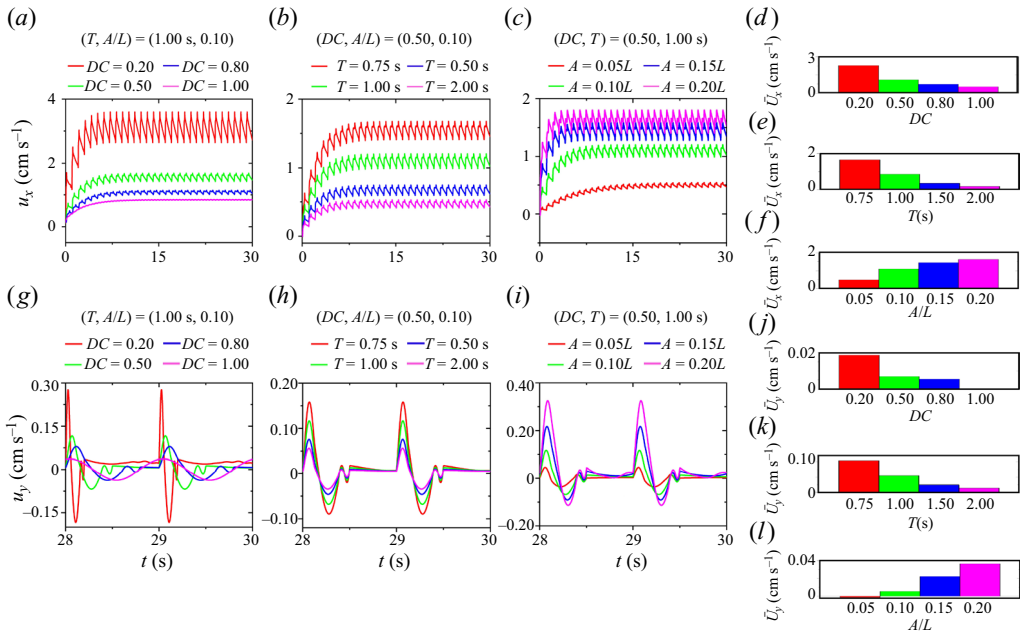 (a)
(T, A/L) = (1.00 s, 0.10)
DC = 0.20 DC = 0.80
DC = 0.50 DC = 1.00
4
3
2
1
0
u_x (cm s⁻¹)
0 15 30
(b)
(DC, A/L) = (0.50, 0.10)
T = 0.75 s T = 0.50 s
T = 1.00 s T = 2.00 s
2
1
0
0 15 30
(c)
(DC, T) = (0.50, 1.00 s)
A = 0.05L A = 0.15L
A = 0.10L A = 0.20L
2
1
0
0 15 30
(d)
3
0
Ū_x (cm s⁻¹)
0.20 0.50 0.80 1.00
DC
(e)
2
0
Ū_x (cm s⁻¹)
0.75 1.00 1.50 2.00
T(s)
(f)
2
0
Ū_x (cm s⁻¹)
0.05 0.10 0.15 0.20
A/L
(g)
(T, A/L) = (1.00 s, 0.10)
DC = 0.20 DC = 0.80
DC = 0.50 DC = 1.00
0.30
0.15
0
−0.15
u_y (cm s⁻¹)
28 29 30
t (s)
(h)
(DC, A/L) = (0.50, 0.10)
T = 0.75 s T = 0.50 s
T = 1.00 s T = 2.00 s
0.20
0.10
0
−0.10
28 29 30
t (s)
(i)
(DC, T) = (0.50, 1.00 s)
A = 0.05L A = 0.15L
A = 0.10L A = 0.20L
0.40
0.20
0
−0.20
28 29 30
t (s)
(j)
0.02
0
Ū_y (cm s⁻¹)
0.20 0.50 0.80 1.00
DC
(k)
0.10
0
Ū_y (cm s⁻¹)
0.75 1.00 1.50 2.00
T(s)
(l)
0.04
0
Ū_y (cm s⁻¹)
0.05 0.10 0.15 0.20
A/L